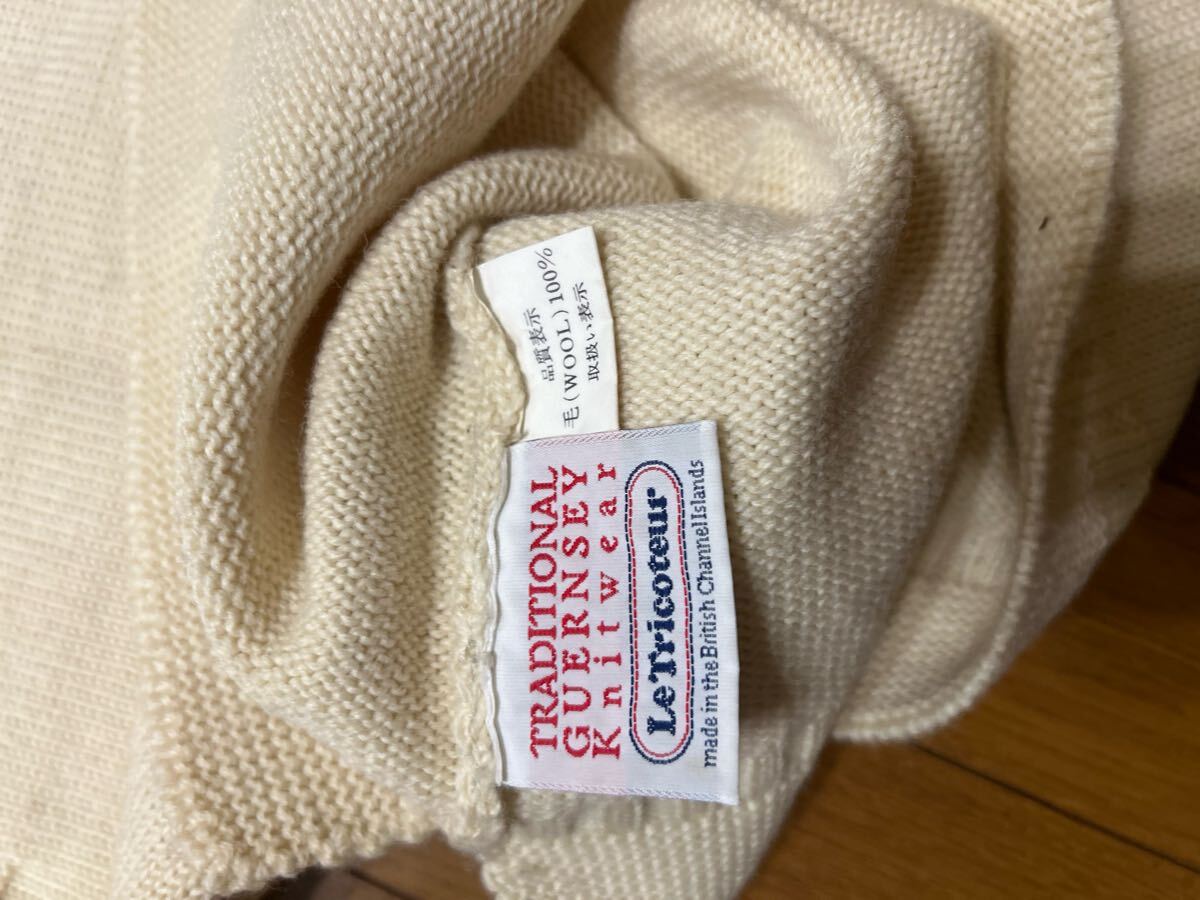 品質表示
毛(WOOL)100%
取扱い表示
TRADITIONAL
GUERNSEY
Knitwear
Le Tricoteur
made in the British Channel Islands